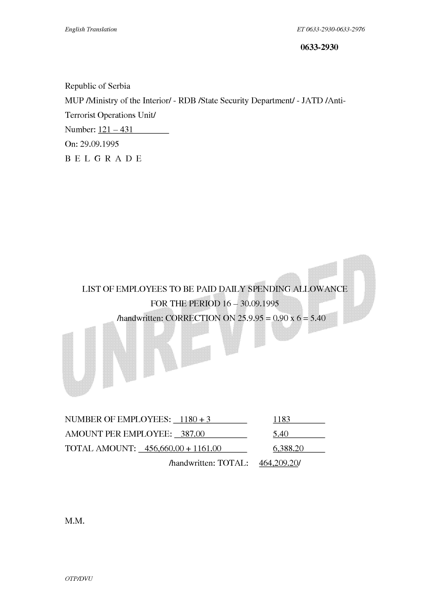 English Translation ET 0633-2930-0633-2976
0633-2930
Republic of Serbia
MUP /Ministry of the Interior/ - RDB /State Security Department/ - JATD /Anti-
Terrorist Operations Unit/
Number: 121 – 431
On: 29.09.1995
B E L G R A D E
UNREVISED
LIST OF EMPLOYEES TO BE PAID DAILY SPENDING ALLOWANCE
FOR THE PERIOD 16 – 30.09.1995
/handwritten: CORRECTION ON 25.9.95 = 0,90 x 6 = 5.40
NUMBER OF EMPLOYEES: 1180 + 3 1183
AMOUNT PER EMPLOYEE: 387,00 5,40
TOTAL AMOUNT: 456,660.00 + 1161,00 6,388,20
/handwritten: TOTAL: 464,209,20/
M.M.
OTP/DVU